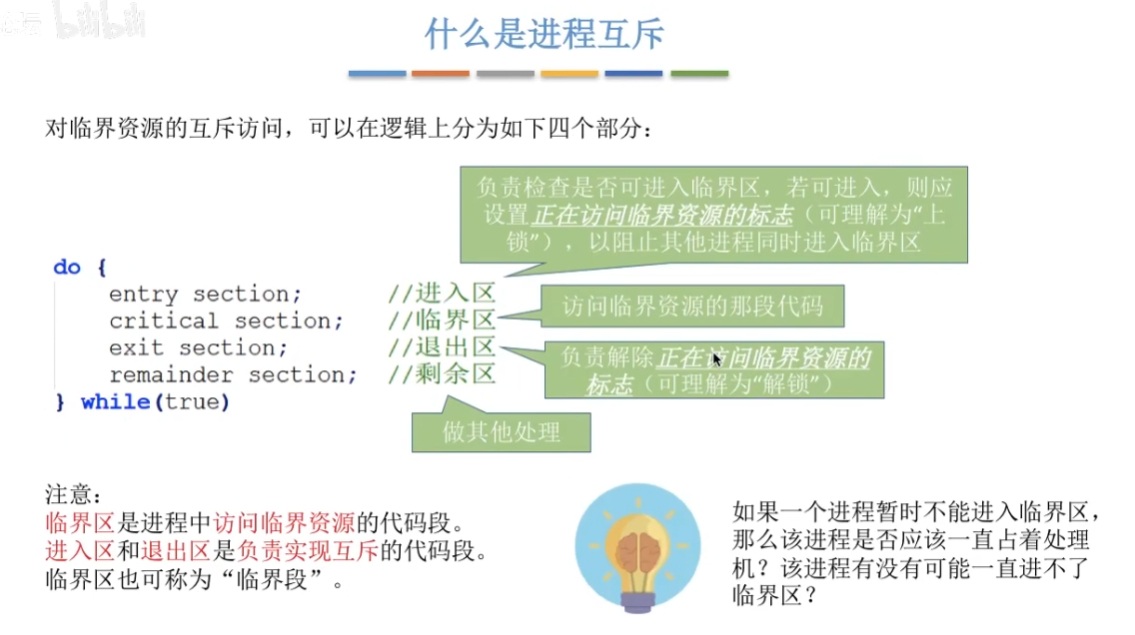 bilibili
什么是进程互斥
对临界资源的互斥访问，可以在逻辑上分为如下四个部分：
负责检查是否可进入临界区，若可进入，则应
设置正在访问临界资源的标志（可理解为“上
锁”），以阻止其他进程同时进入临界区
do {
entry section; //进入区
critical section; //临界区
exit section; //退出区
remainder section; //剩余区
} while(true)
访问临界资源的那段代码
负责解除正在访问临界资源的
标志（可理解为“解锁”）
做其他处理
注意：
临界区是进程中访问临界资源的代码段。
进入区和退出区是负责实现互斥的代码段。
临界区也可称为“临界段”。
如果一个进程暂时不能进入临界区，
那么该进程是否应该一直占着处理
机？该进程有没有可能一直进不了
临界区？